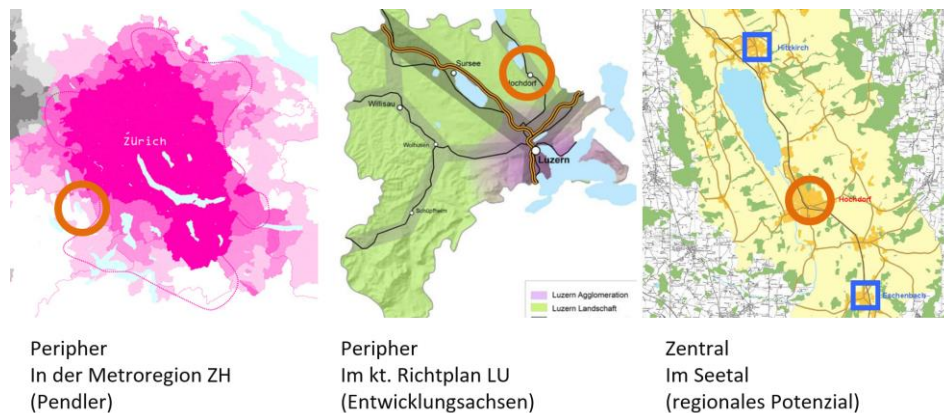 Zürich
Sursee
Hochdorf
Willisau
Wolhusen
Luzern
Schüpfheim
Luzern Agglomeration
Luzern Landschaft
Hitzkirch
Hochdorf
Eschenbach
Peripher
In der Metroregion ZH
(Pendler)
Peripher
Im kt. Richtplan LU
(Entwicklungsachsen)
Zentral
Im Seetal
(regionales Potenzial)